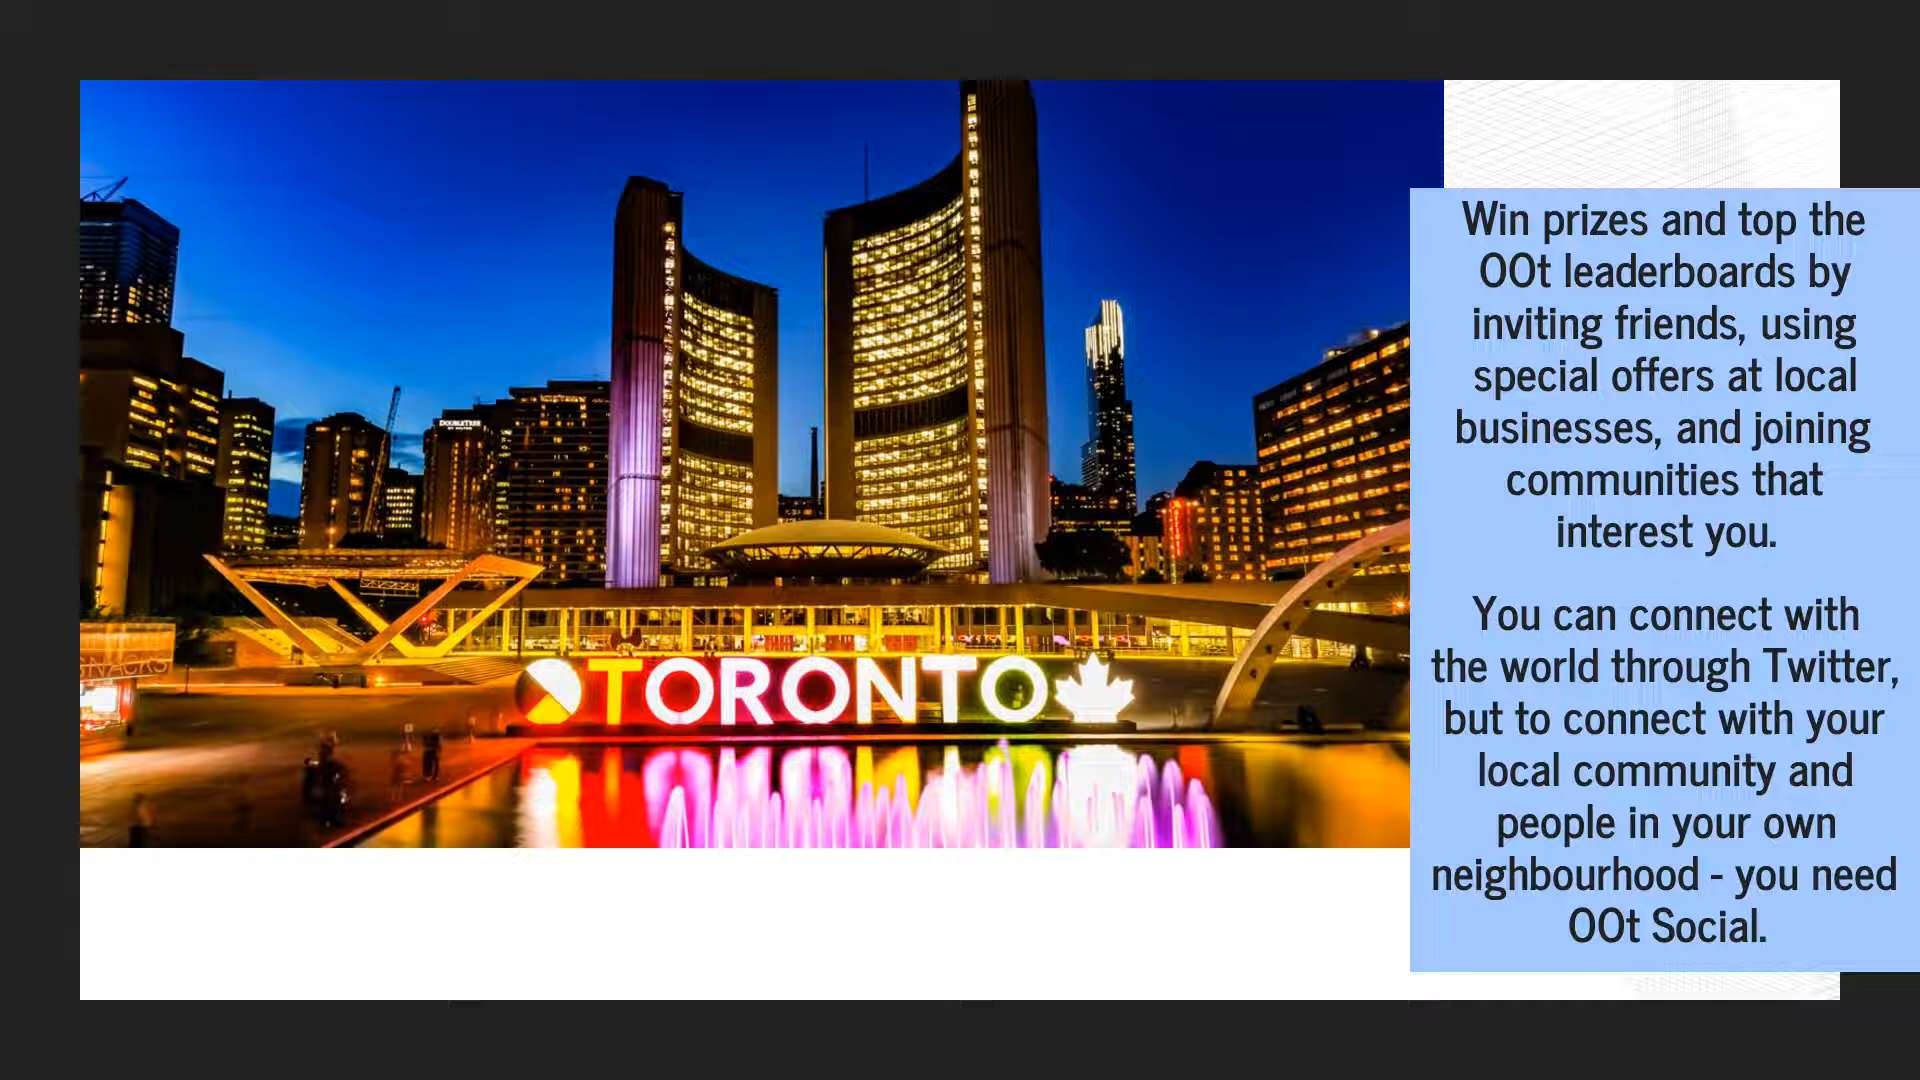 Win prizes and top the
OOt leaderboards by
inviting friends, using
special offers at local
businesses, and joining
communities that
interest you.
You can connect with
the world through Twitter,
but to connect with your
local community and
people in your own
neighbourhood - you need
OOt Social.
DOUBLETREE
SNACKS
TORONTO